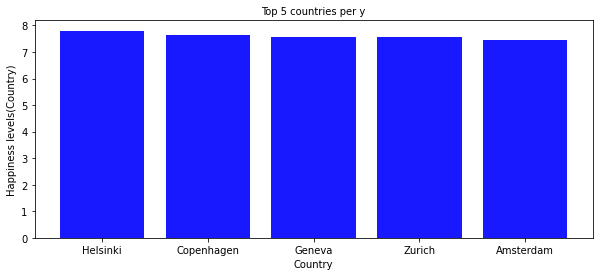 Top 5 countries per y
Happiness levels(Country)
8
7
6
5
4
3
2
1
0
Helsinki
Copenhagen
Geneva
Zurich
Amsterdam
Country